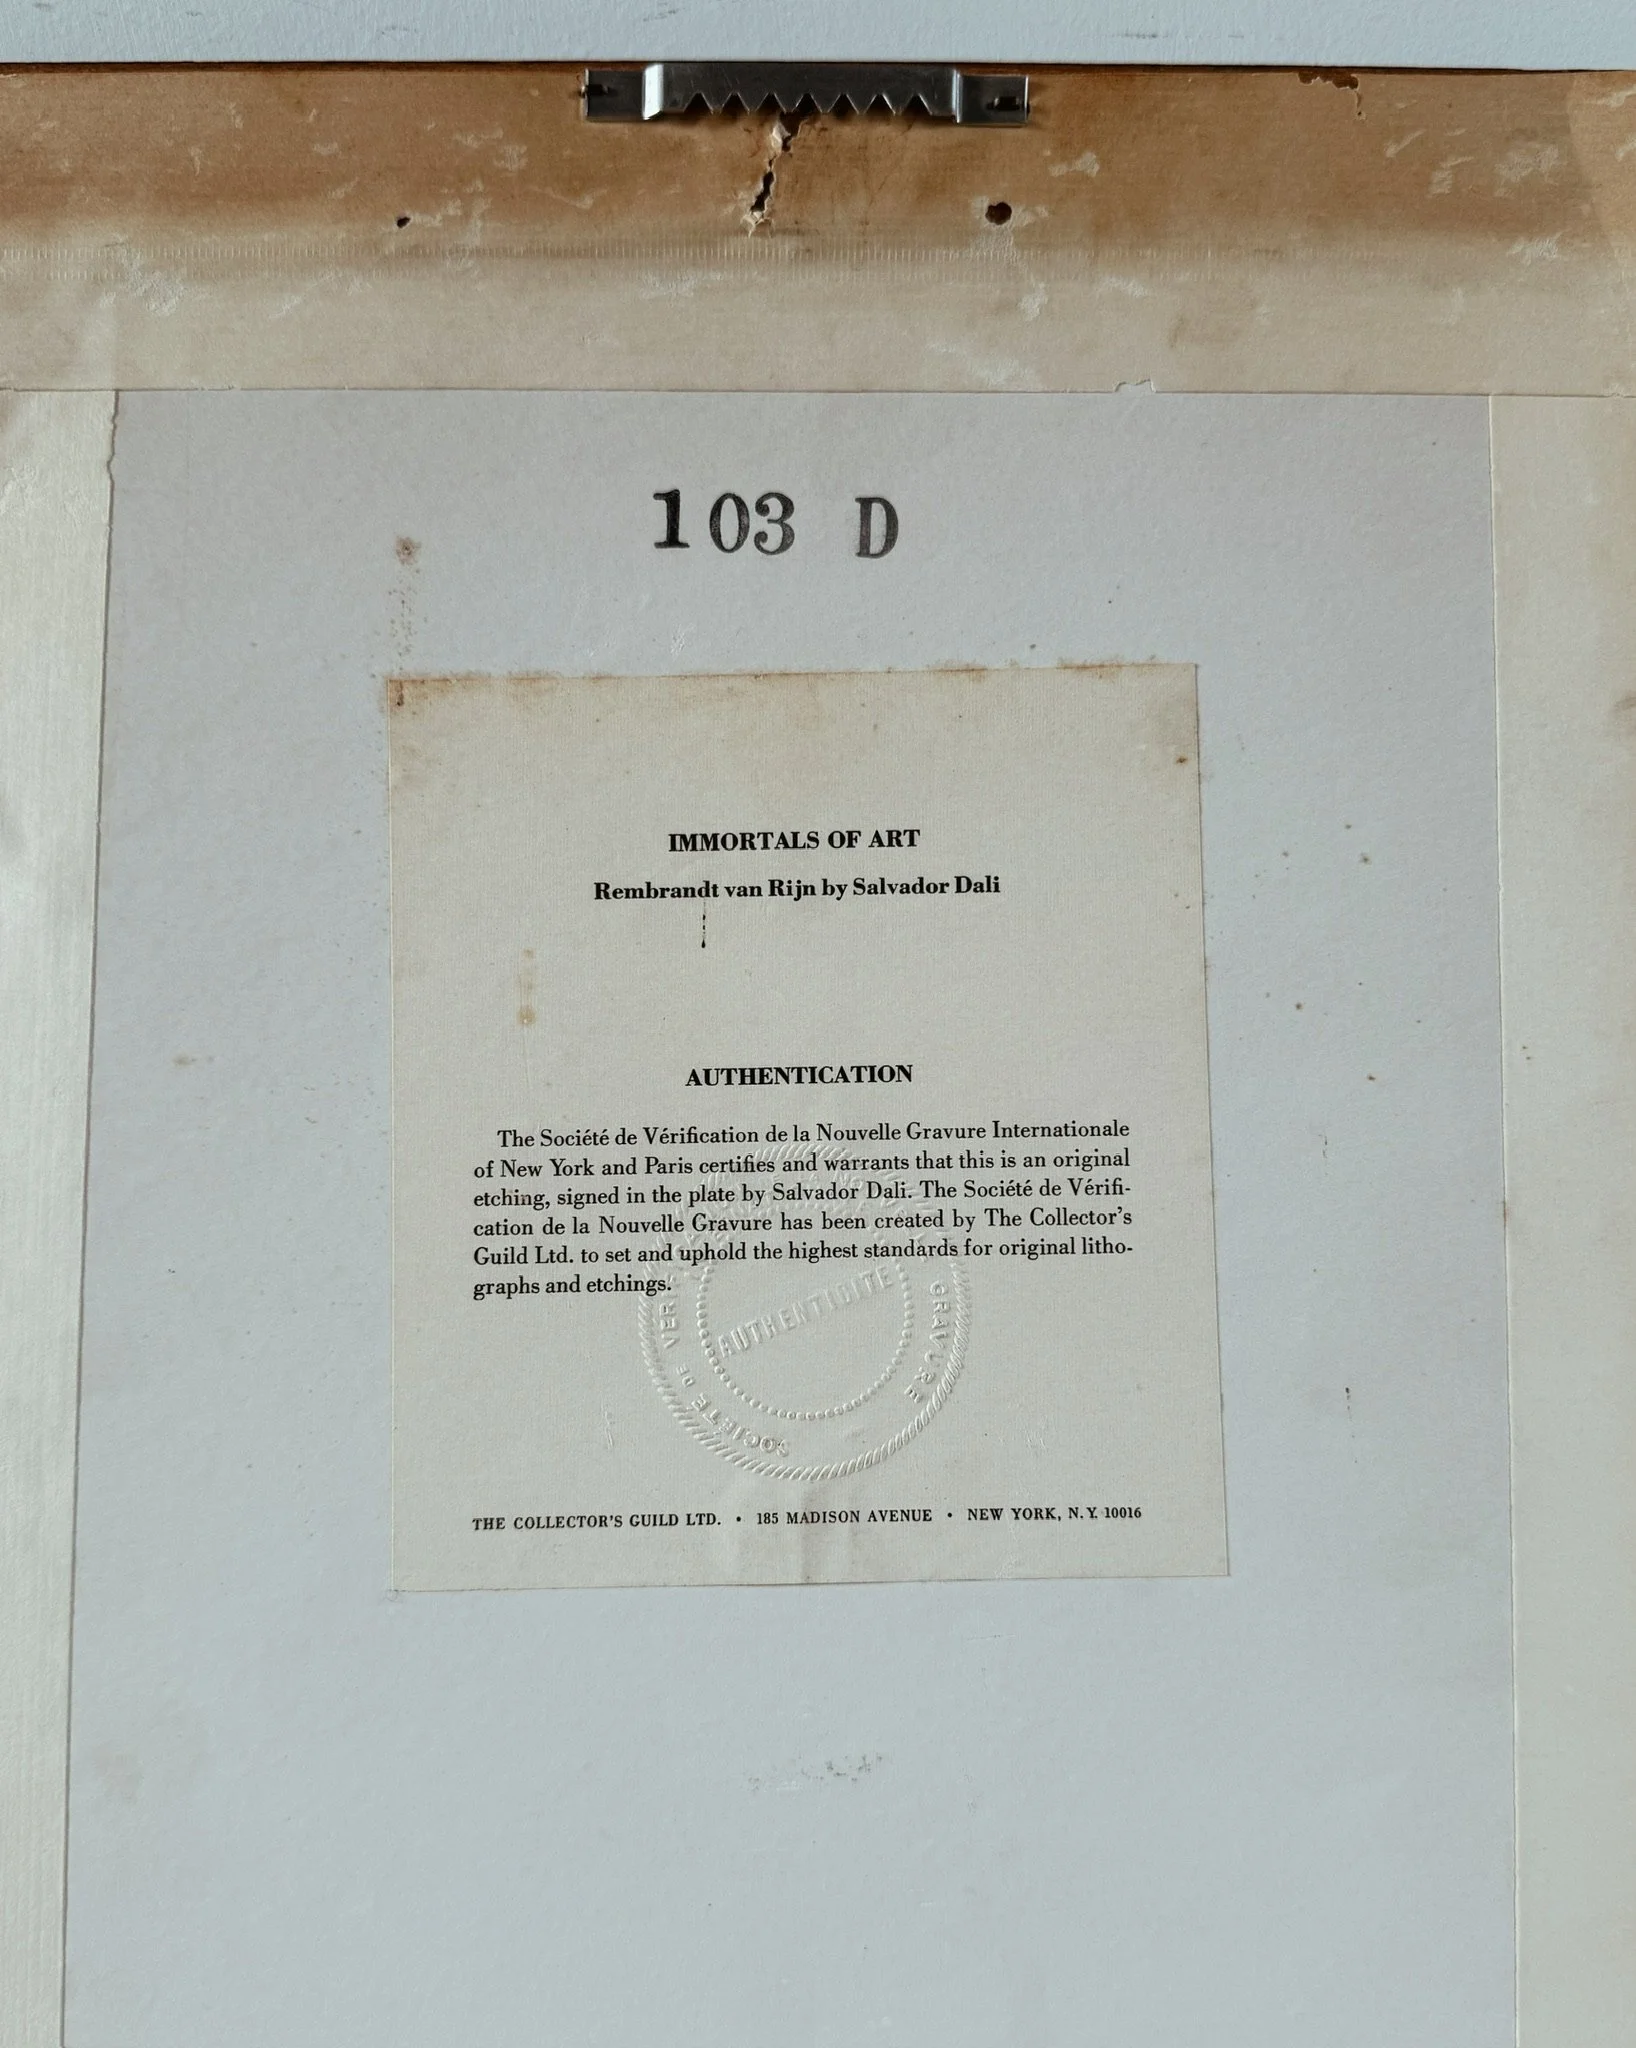 103 D
IMMORTALS OF ART
Rembrandt van Rijn by Salvador Dali
AUTHENTICATION
The Société de Vérification de la Nouvelle Gravure Internationale
of New York and Paris certifies and warrants that this is an original
etching, signed in the plate by Salvador Dali. The Société de Vérifi-
cation de la Nouvelle Gravure has been created by The Collector's
Guild Ltd. to set and uphold the highest standards for original litho-
graphs and etchings.
SOCIETE DE VERI
GRAVURE
AUTHENTICITE
THE COLLECTOR'S GUILD LTD. • 185 MADISON AVENUE • NEW YORK, N.Y. 10016